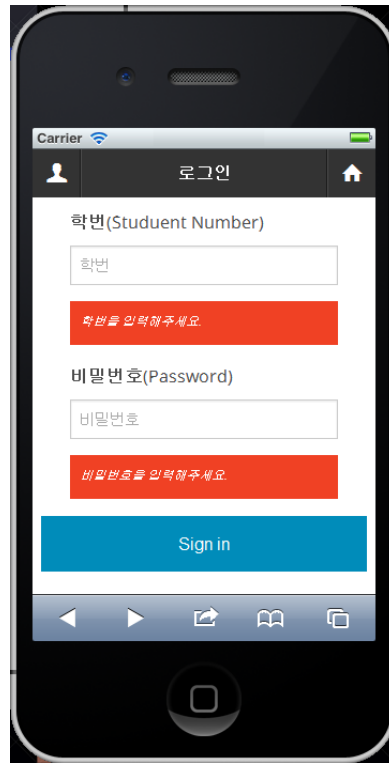 Carrier
로그인
학번(Studuent Number)
학번
학번을 입력해주세요.
비밀번호(Password)
비밀번호
비밀번호를 입력해주세요.
Sign in